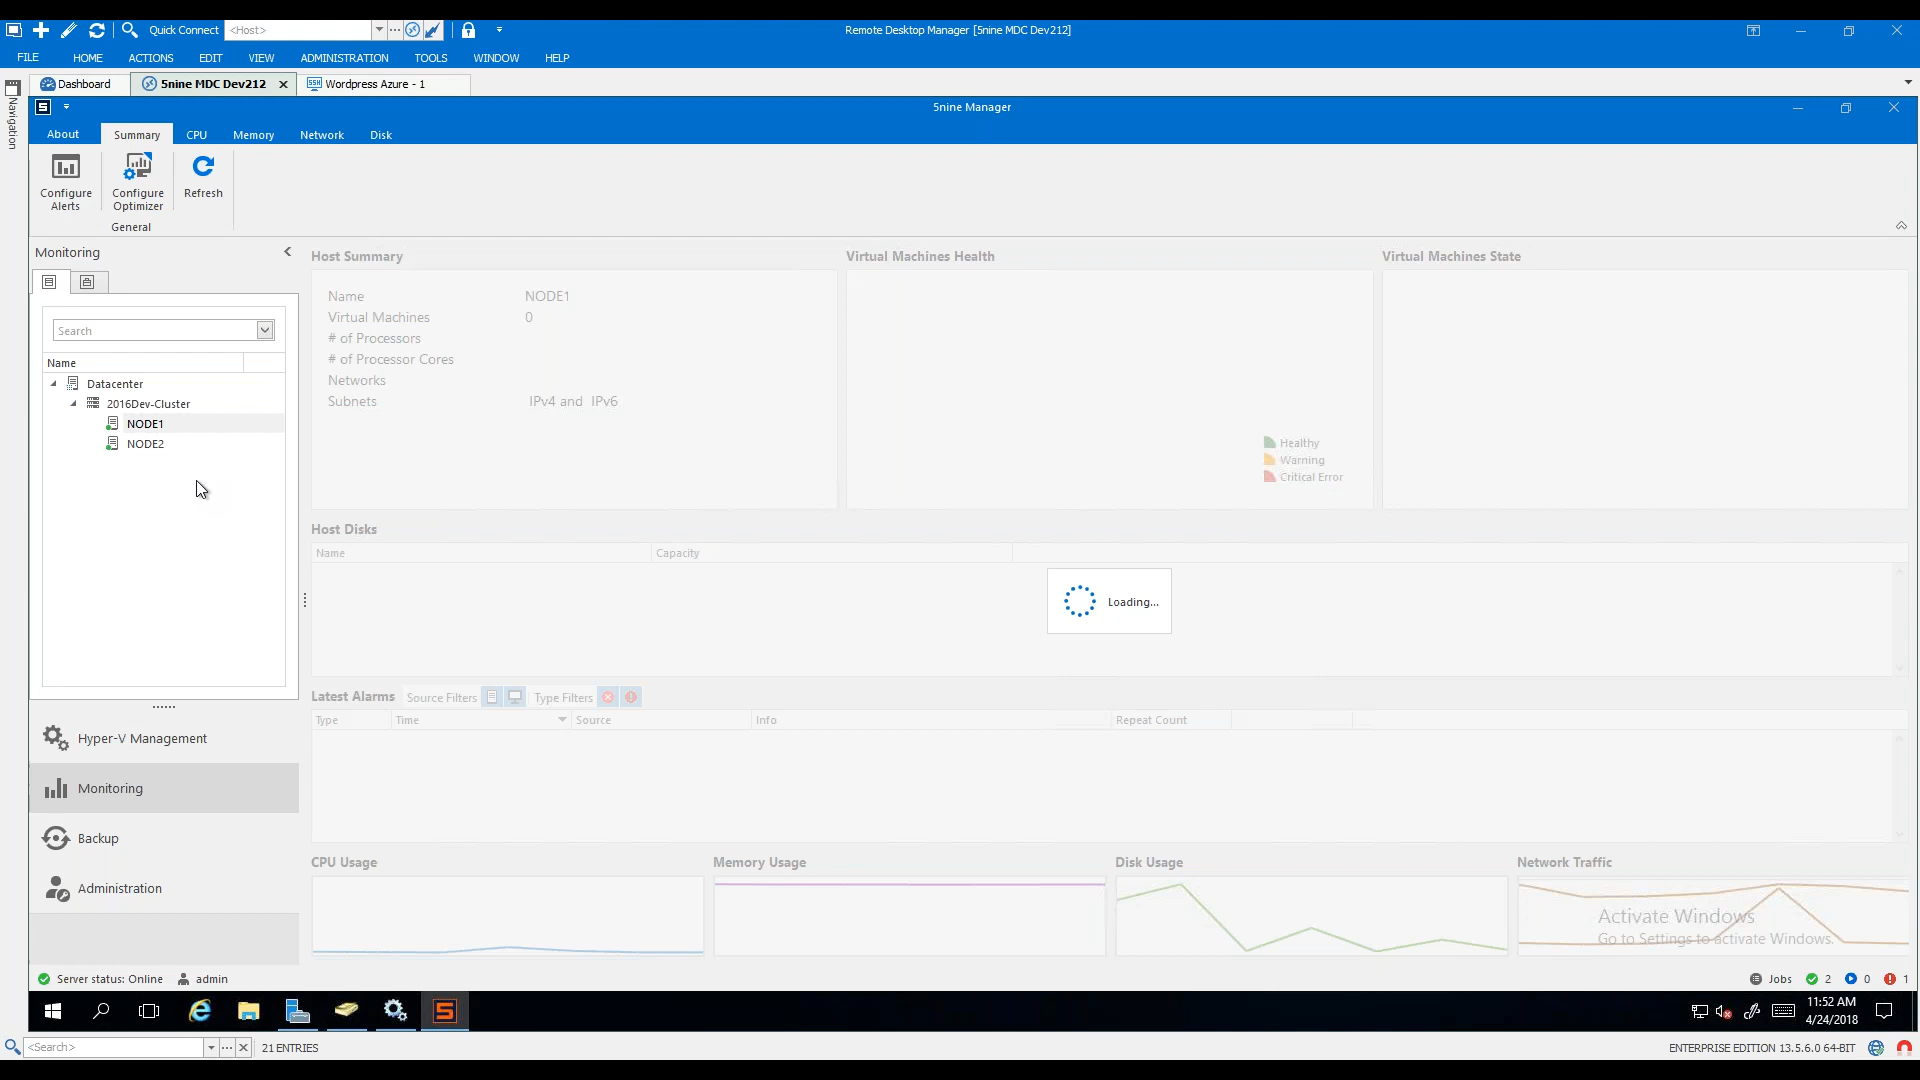 Quick Connect <Host> Remote Desktop Manager [5nine MDC Dev212]
FILE HOME ACTIONS EDIT VIEW ADMINISTRATION TOOLS WINDOW HELP
Navigation
Dashboard 5nine MDC Dev212 Wordpress Azure - 1
5nine Manager
About Summary CPU Memory Network Disk
Configure Alerts
Configure Optimizer
Refresh
General
Monitoring
Search
Name
Datacenter
2016Dev-Cluster
NODE1
NODE2
Hyper-V Management
Monitoring
Backup
Administration
Host Summary
Name NODE1
Virtual Machines 0
# of Processors
# of Processor Cores
Networks
Subnets IPv4 and IPv6
Virtual Machines Health
Healthy
Warning
Critical Error
Virtual Machines State
Host Disks
Name Capacity
Loading...
Latest Alarms Source Filters Type Filters
Type Time Source Info Repeat Count
CPU Usage Memory Usage Disk Usage Network Traffic
Activate Windows
Go to Settings to activate Windows.
Server status: Online admin Jobs 2 0 1
11:52 AM
4/24/2018
<Search> 21 ENTRIES ENTERPRISE EDITION 13.5.6.0 64-BIT